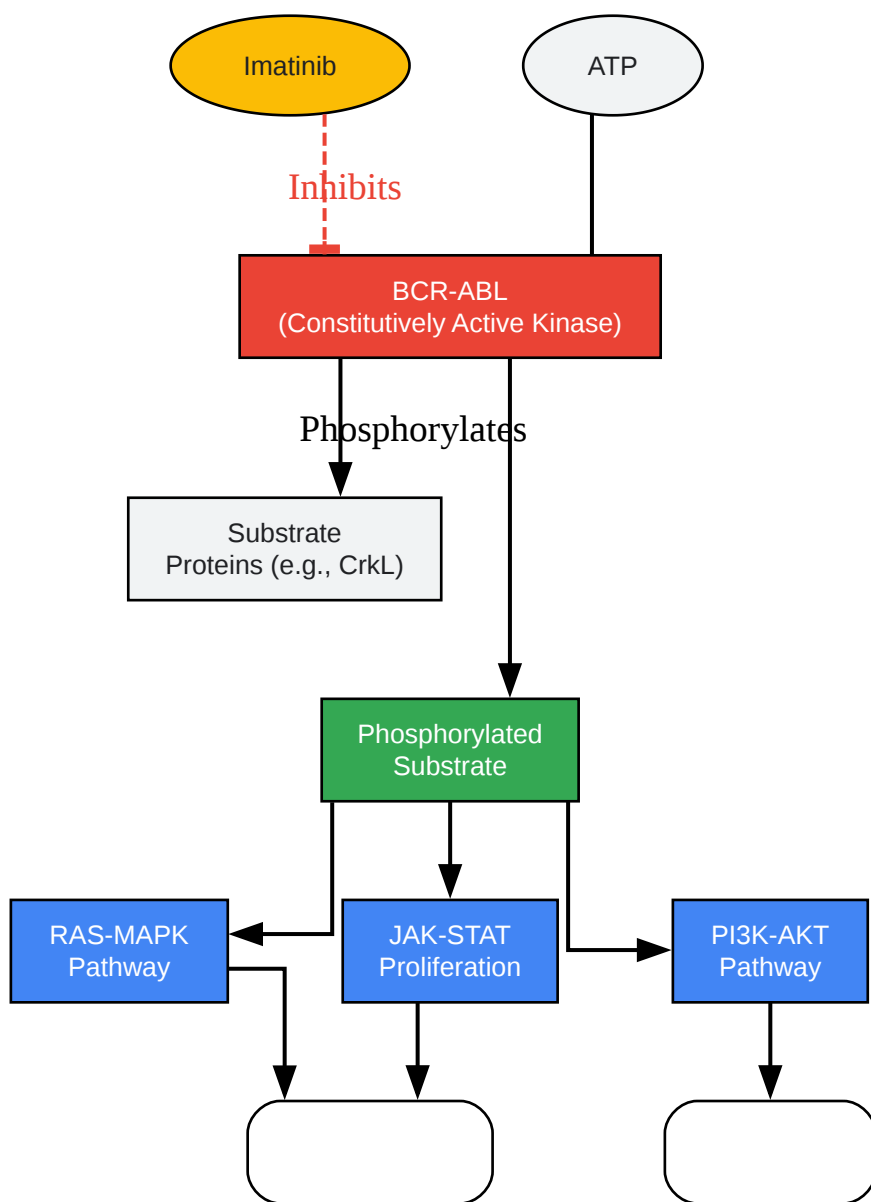 Imatinib
ATP
Inhibits
BCR-ABL
(Constitutively Active Kinase)
Phosphorylates
Substrate
Proteins (e.g., CrkL)
Phosphorylated
Substrate
RAS-MAPK
Pathway
JAK-STAT
Proliferation
PI3K-AKT
Pathway